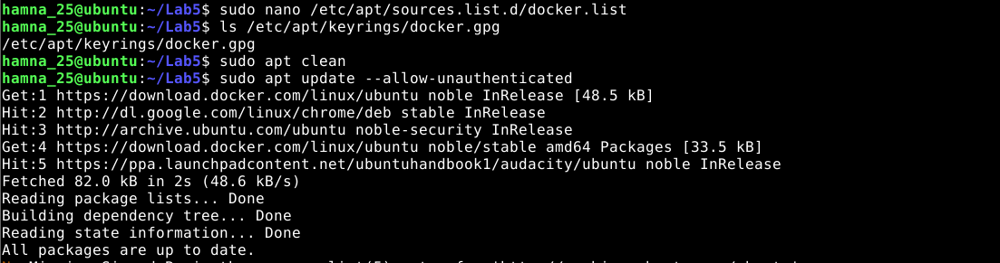 hamna_25@ubuntu:~/Lab5$ sudo nano /etc/apt/sources.list.d/docker.list
hamna_25@ubuntu:~/Lab5$ ls /etc/apt/keyrings/docker.gpg
/etc/apt/keyrings/docker.gpg
hamna_25@ubuntu:~/Lab5$ sudo apt clean
hamna_25@ubuntu:~/Lab5$ sudo apt update --allow-unauthenticated
Get:1 https://download.docker.com/linux/ubuntu noble InRelease [48.5 kB]
Hit:2 http://dl.google.com/linux/chrome/deb stable InRelease
Hit:3 http://archive.ubuntu.com/ubuntu noble-security InRelease
Get:4 https://download.docker.com/linux/ubuntu noble/stable amd64 Packages [33.5 kB]
Hit:5 https://ppa.launchpadcontent.net/ubuntuhandbook1/audacity/ubuntu noble InRelease
Fetched 82.0 kB in 2s (48.6 kB/s)
Reading package lists... Done
Building dependency tree... Done
Reading state information... Done
All packages are up to date.